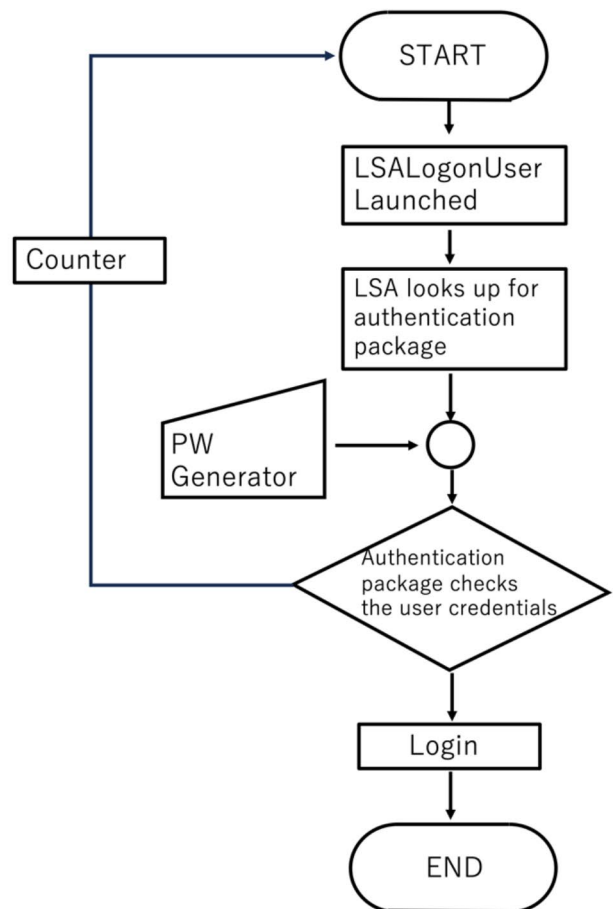 START
LSALogonUser
Launched
Counter
LSA looks up for
authentication
package
PW
Generator
Authentication
package checks
the user credentials
Login
END